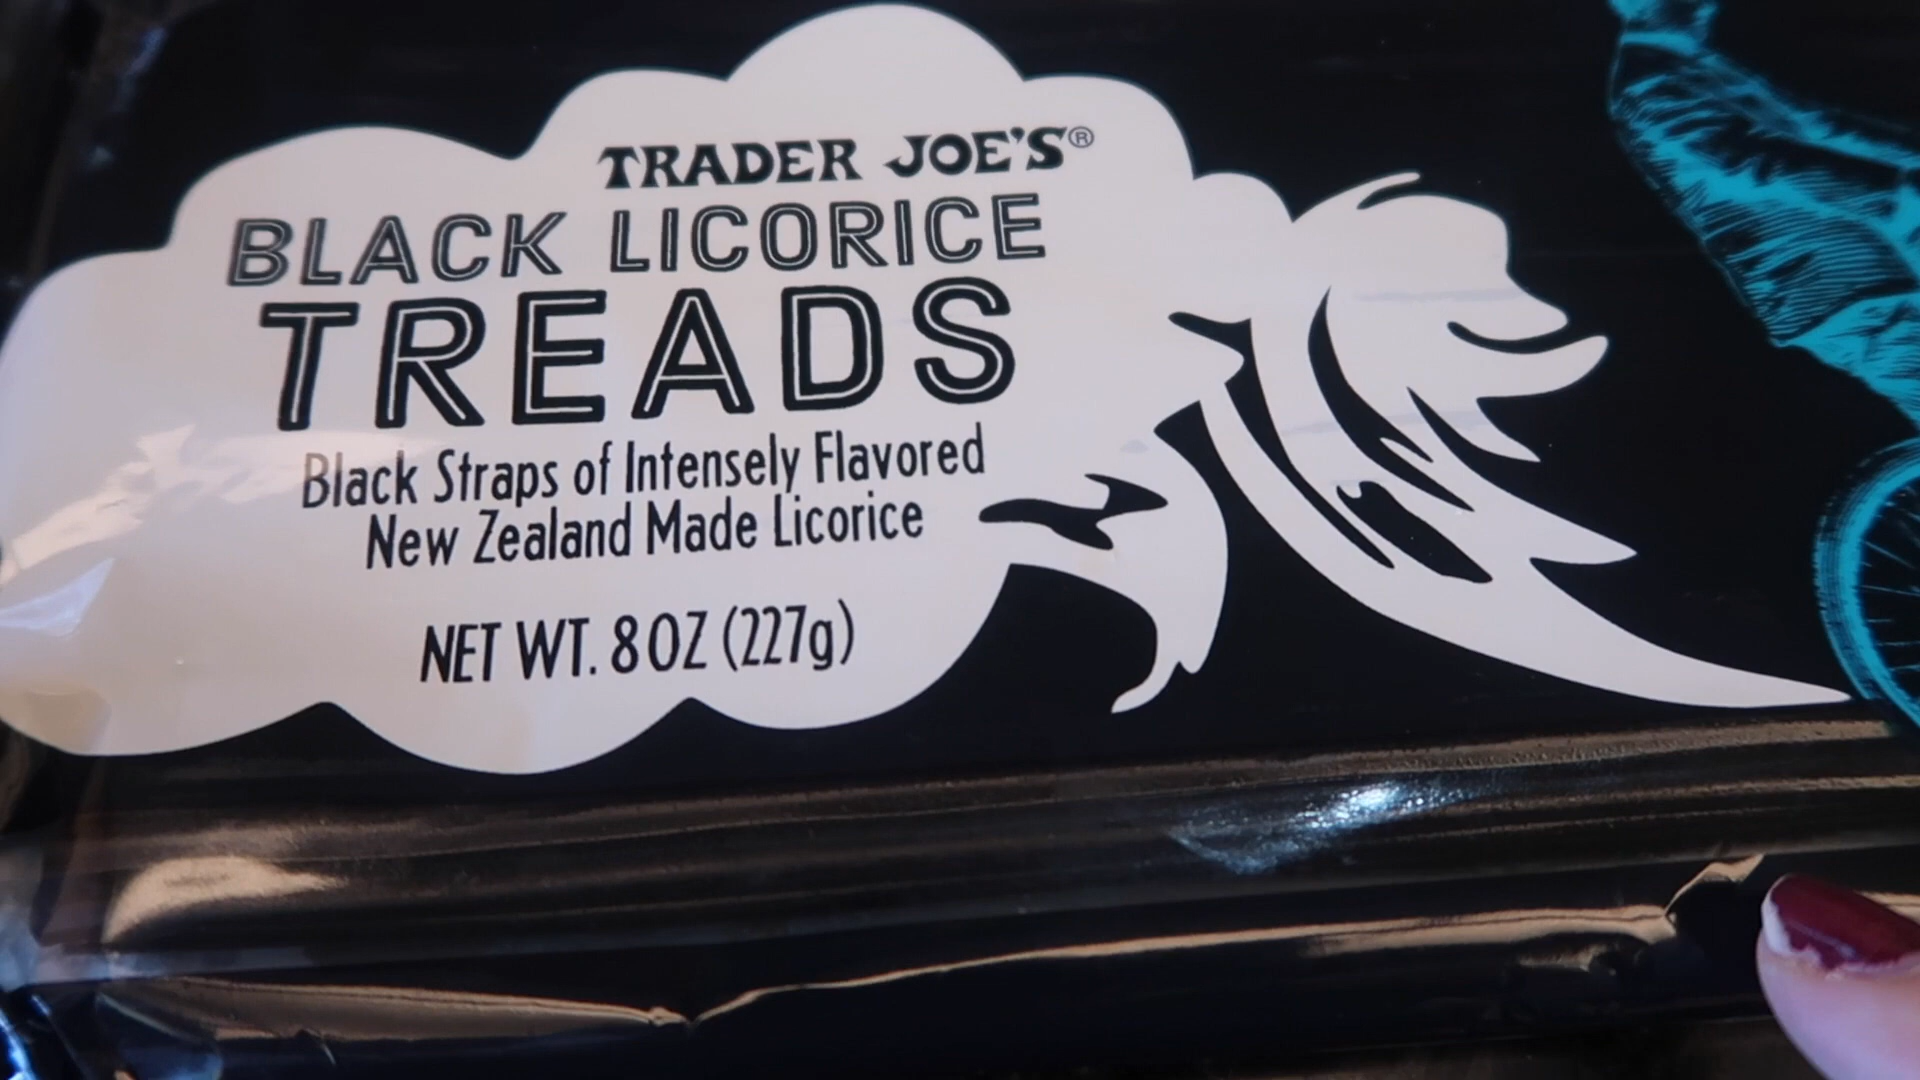 TRADER JOE'S®
BLACK LICORICE
TREADS
Black Straps of Intensely Flavored
New Zealand Made Licorice
NET WT. 8 OZ (227g)